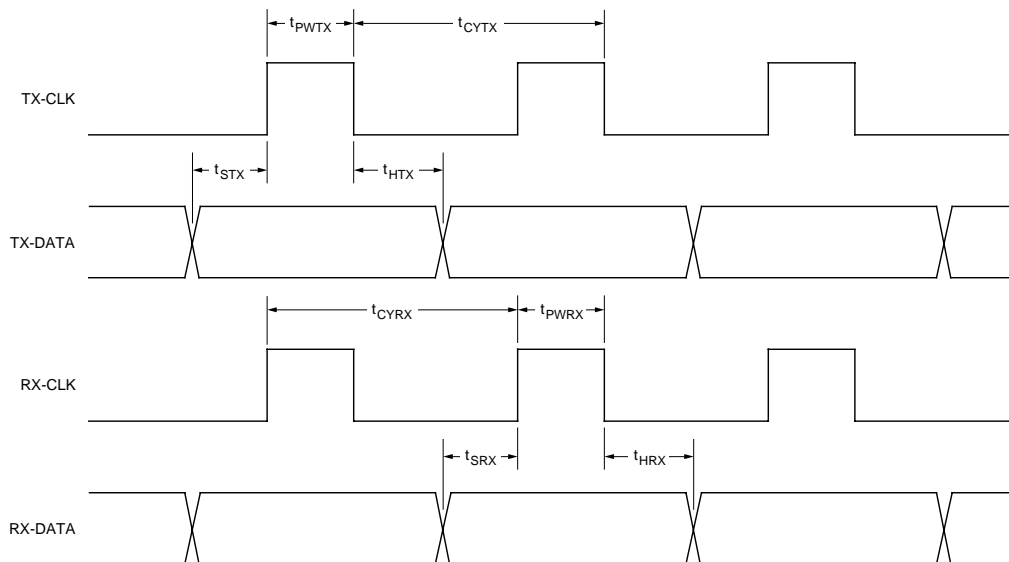 tPWTX
tCYTX
TX-CLK
tSTX
tHTX
TX-DATA
tCYRX
tPWRX
RX-CLK
tSRX
tHRX
RX-DATA